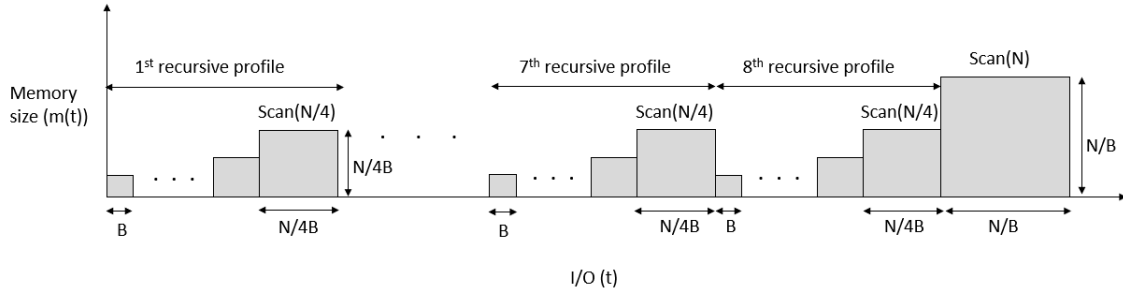 Scan(N)
1st recursive profile
7th recursive profile
8th recursive profile
Memory
size (m(t))
Scan(N/4)
Scan(N/4)
Scan(N/4)
. . .
N/4B
N/B
. . .
. . .
. . .
B
N/4B
B
N/4B
B
N/4B
N/B
I/O (t)